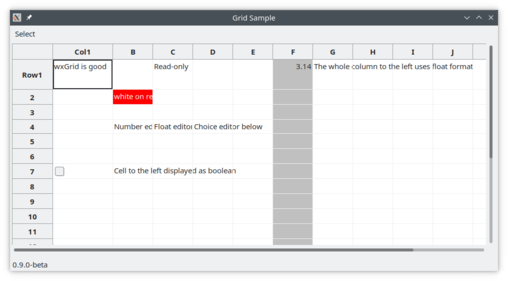 Grid Sample
Select
Col1 B C D E F G H I J
Row1 wxGrid is good Read-only 3.14 The whole column to the left uses float format
2 white on re
3
4 Number ec Float editor Choice editor below
5
6
7 Cell to the left displayed as boolean
8
9
10
11
0.9.0-beta